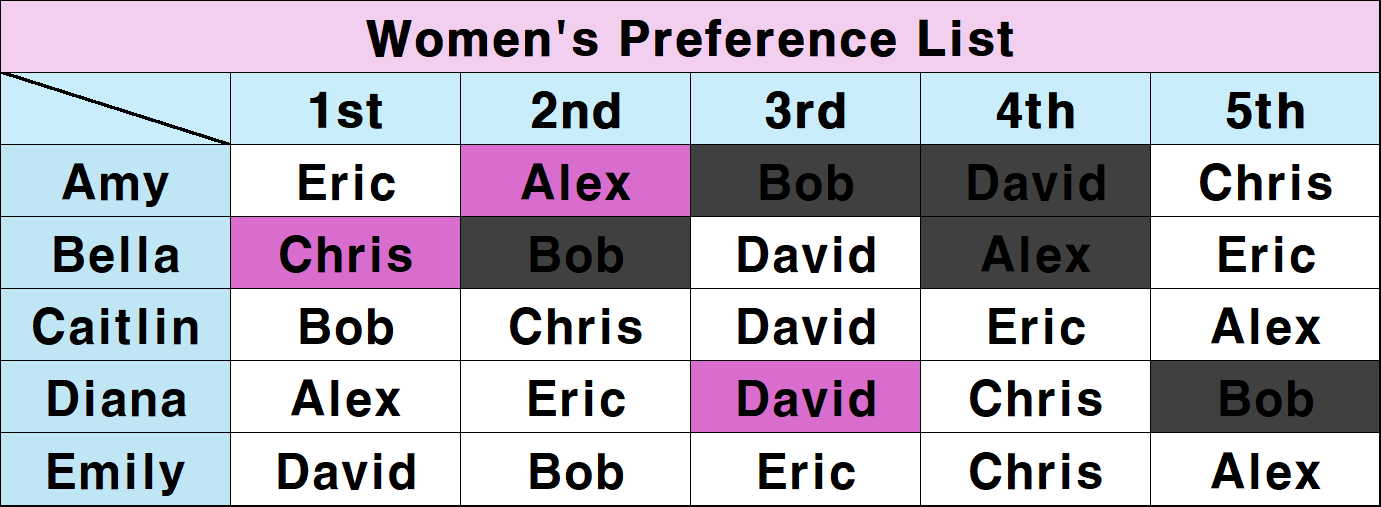 Women's Preference List
1st 2nd 3rd 4th 5th
Amy Eric Alex Bob David Chris
Bella Chris Bob David Alex Eric
Caitlin Bob Chris David Eric Alex
Diana Alex Eric David Chris Bob
Emily David Bob Eric Chris Alex